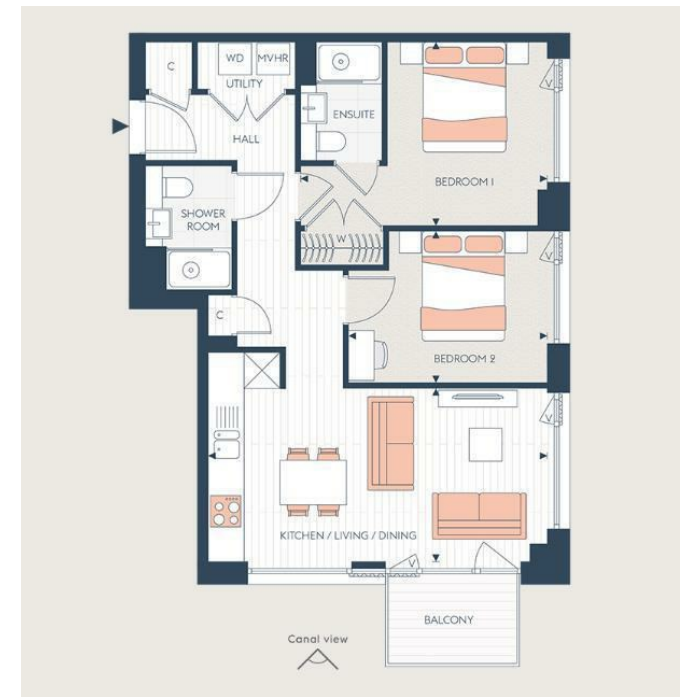 WD
MVHR
C
UTILITY
ENSUITE
HALL
BEDROOM 1
SHOWER
ROOM
W
C
BEDROOM 2
KITCHEN / LIVING / DINING
V
V
V
V
BALCONY
Canal view